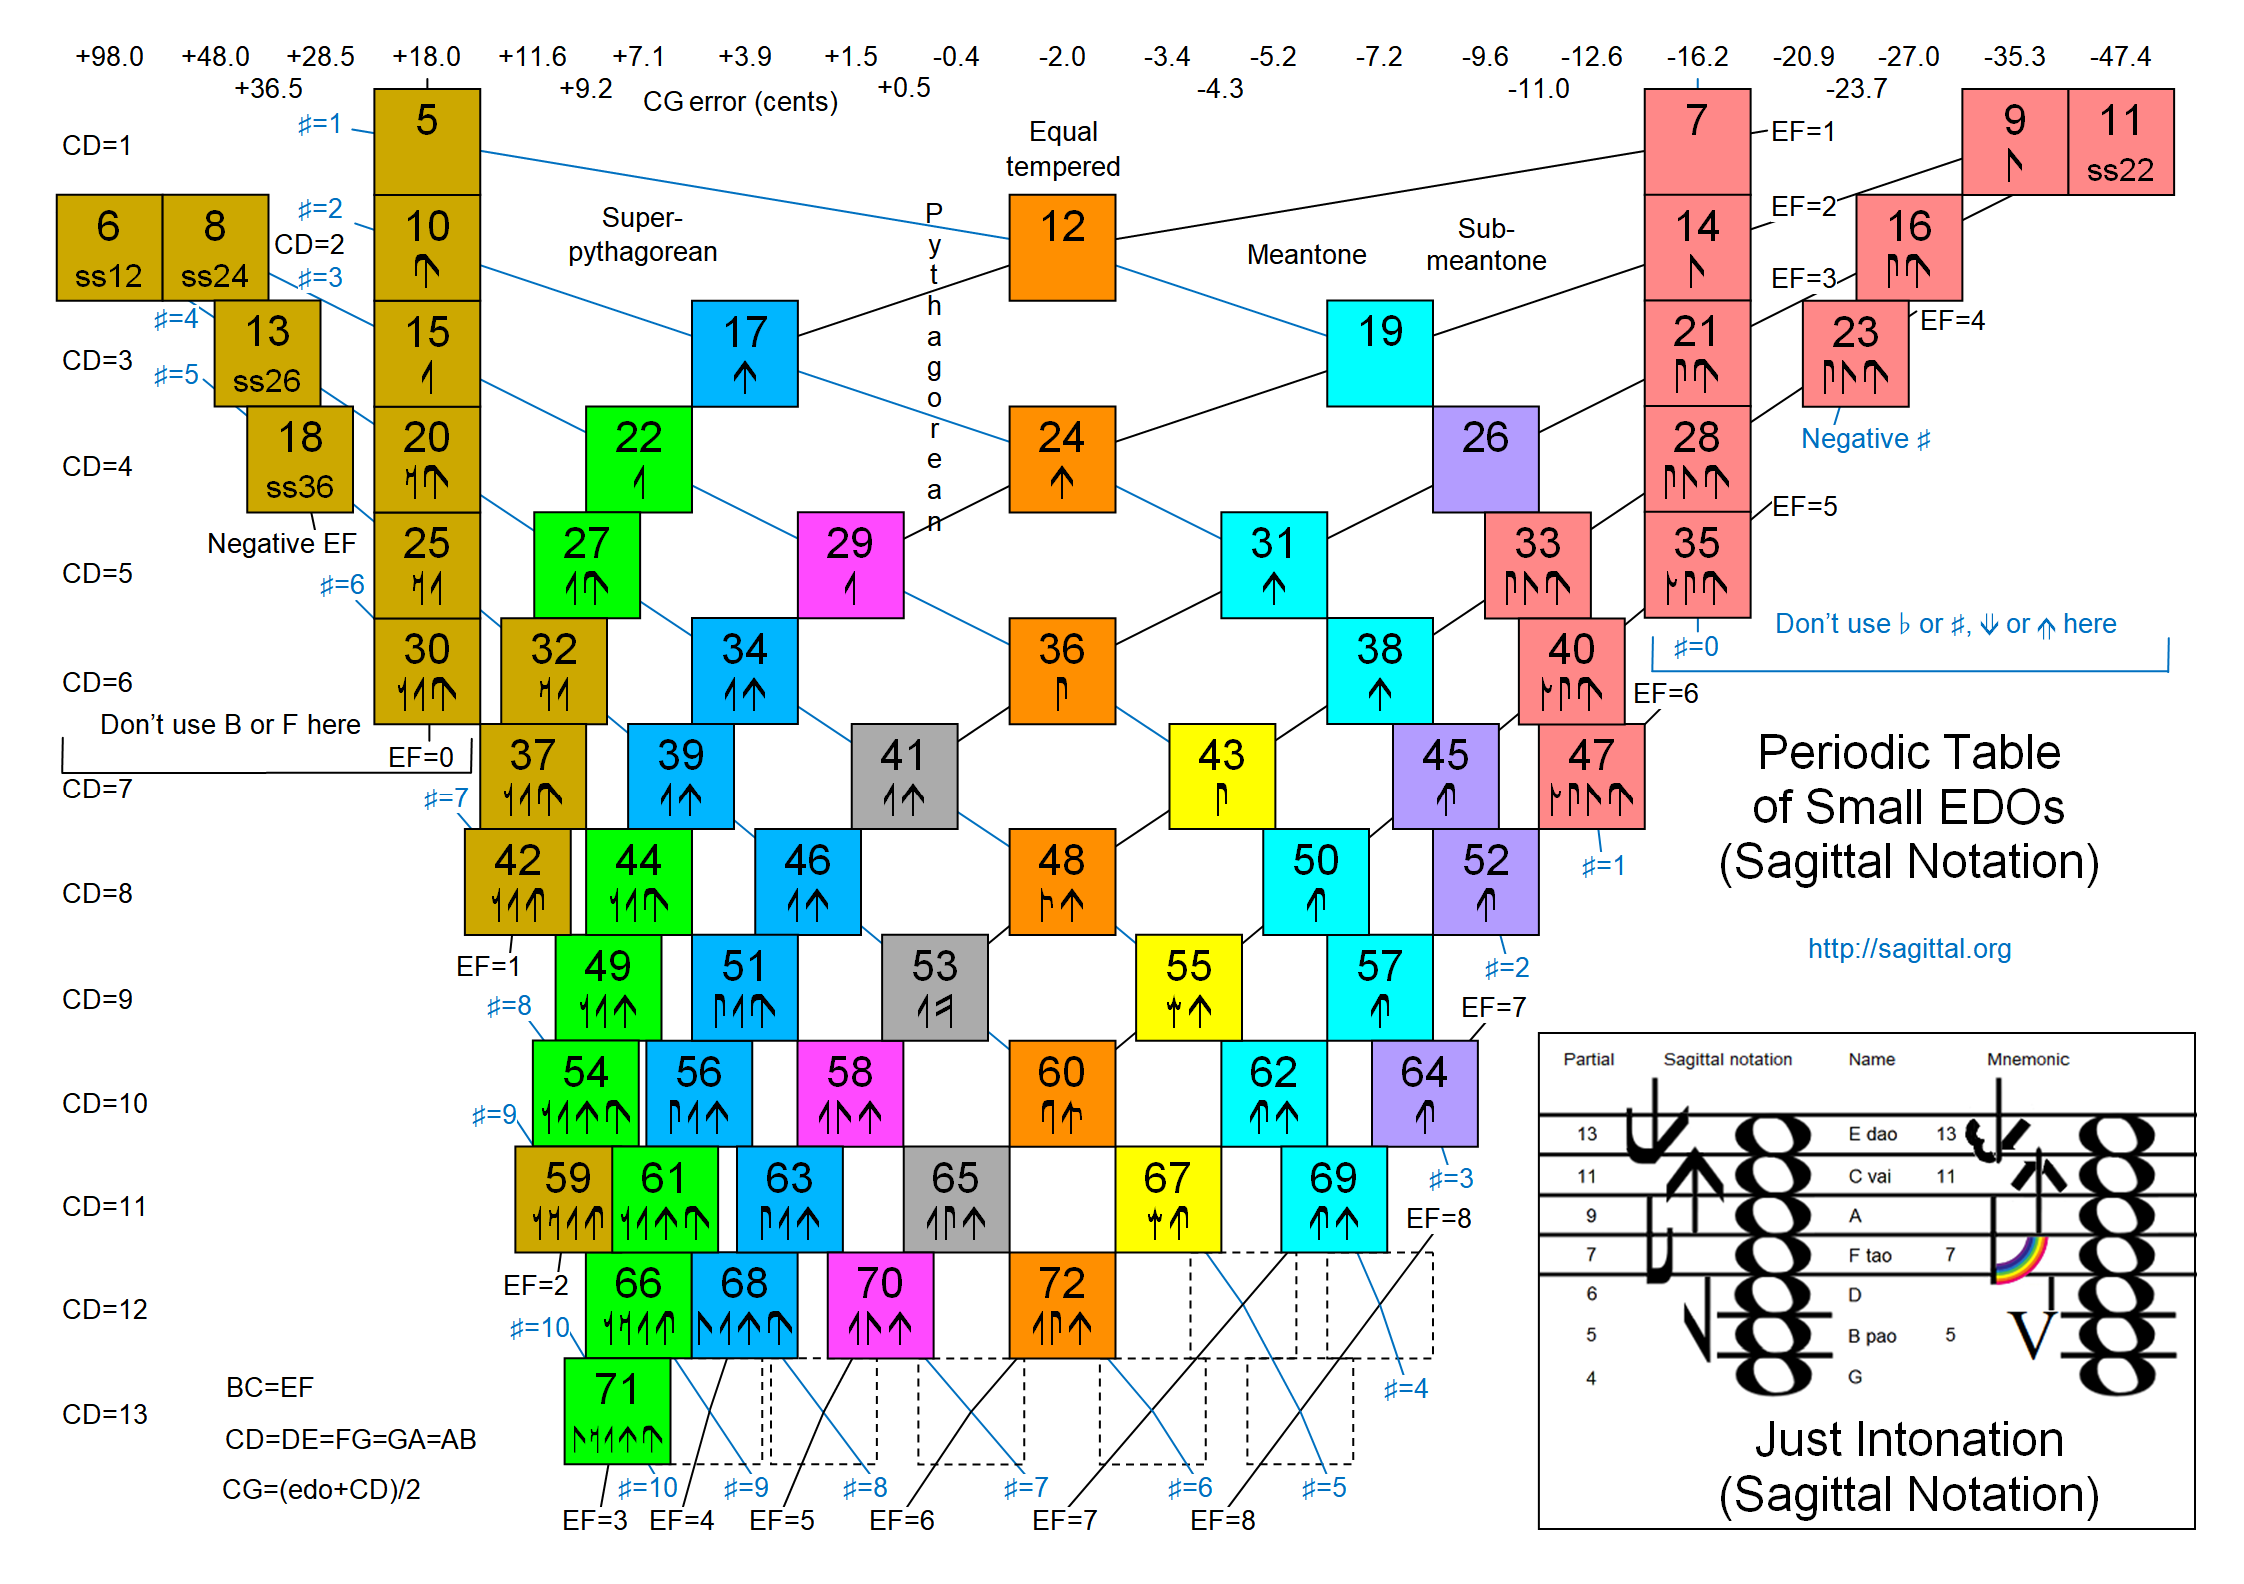 +98.0 +48.0 +28.5 +18.0 +11.6 +7.1 +3.9 +1.5 -0.4 -2.0 -3.4 -5.2 -7.2 -9.6 -12.6 -16.2 -20.9 -27.0 -35.3 -47.4
+36.5 +9.2 CG error (cents) +0.5 -4.3 -11.0 -23.7
CD=1 ♯=1 5 Equal 7 EF=1 9 11
tempered ss22
6 8 ♯=2 10 Super- 12 Sub- 14 EF=2 16
ss12 ss24 CD=2 pythagorean Pythagorean Meantone meantone
♯=3 EF=3
♯=4 13 15 17 19 21 23 EF=4
CD=3 ss26
♯=5
18 20 22 24 26 28 Negative ♯
CD=4 ss36
EF=5
Negative EF 25 27 29 31 33 35
CD=5
♯=6
Don’t use ♭ or ♯, ⤋ or ⤊ here
30 32 34 36 38 40 ♯=0
CD=6 EF=6
Don’t use B or F here
EF=0 37 39 41 43 45 47 Periodic Table
CD=7 ♯=7 of Small EDOs
42 44 46 48 50 52 ♯=1 (Sagittal Notation)
CD=8
EF=1 49 51 53 55 57 ♯=2 http://sagittal.org
CD=9 ♯=8 EF=7
54 56 58 60 62 64
CD=10 ♯=9
59 61 63 65 67 69 ♯=3
CD=11 EF=8
EF=2 66 68 70 72
CD=12 ♯=10
BC=EF 71 ♯=4
CD=13
CD=DE=FG=GA=AB
CG=(edo+CD)/2 ♯=10 ♯=9 ♯=8 ♯=7 ♯=6 ♯=5
EF=3 EF=4 EF=5 EF=6 EF=7 EF=8
Partial Sagittal notation Name Mnemonic
13 E dao 13
11 C vai 11
9 A
7 F tao 7
6 D
5 B pao 5 V
4 G
Just Intonation
(Sagittal Notation)